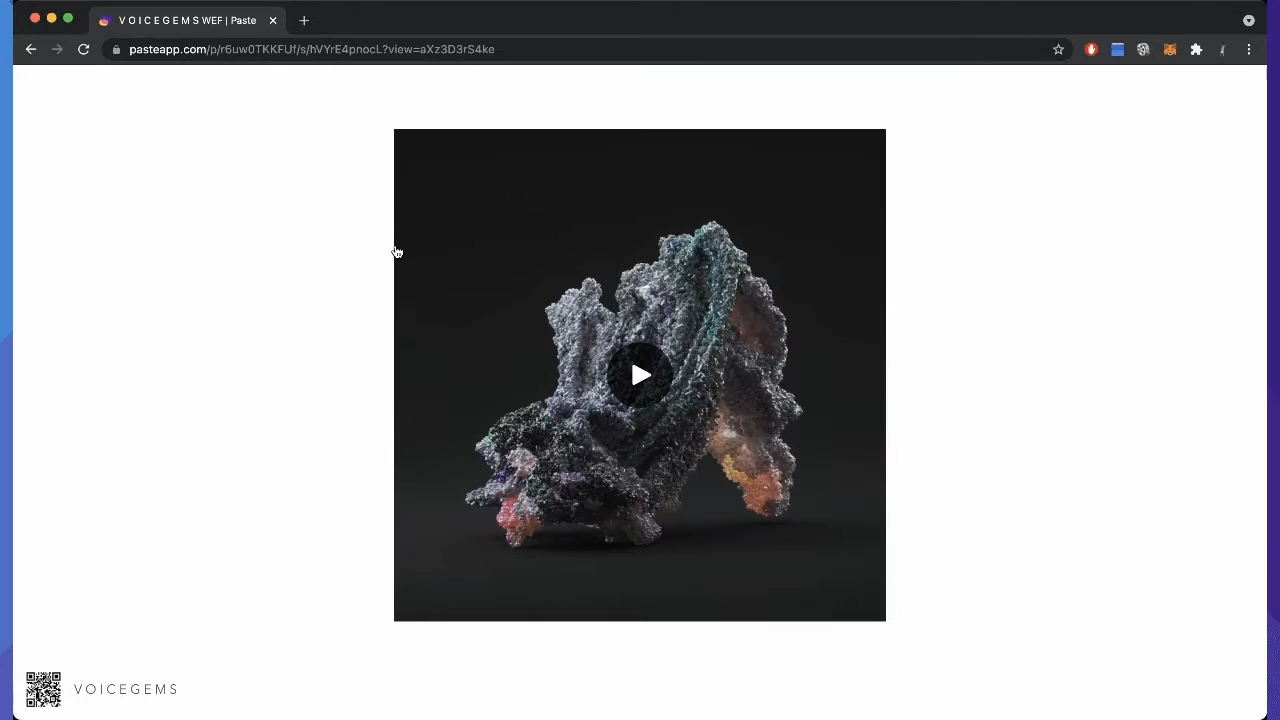 V O I C E G E M S WEF | Paste
pasteapp.com/p/r6uw0TKKFUf/s/hVYrE4pnocL?view=aXz3D3rS4ke
VOICEGEMS